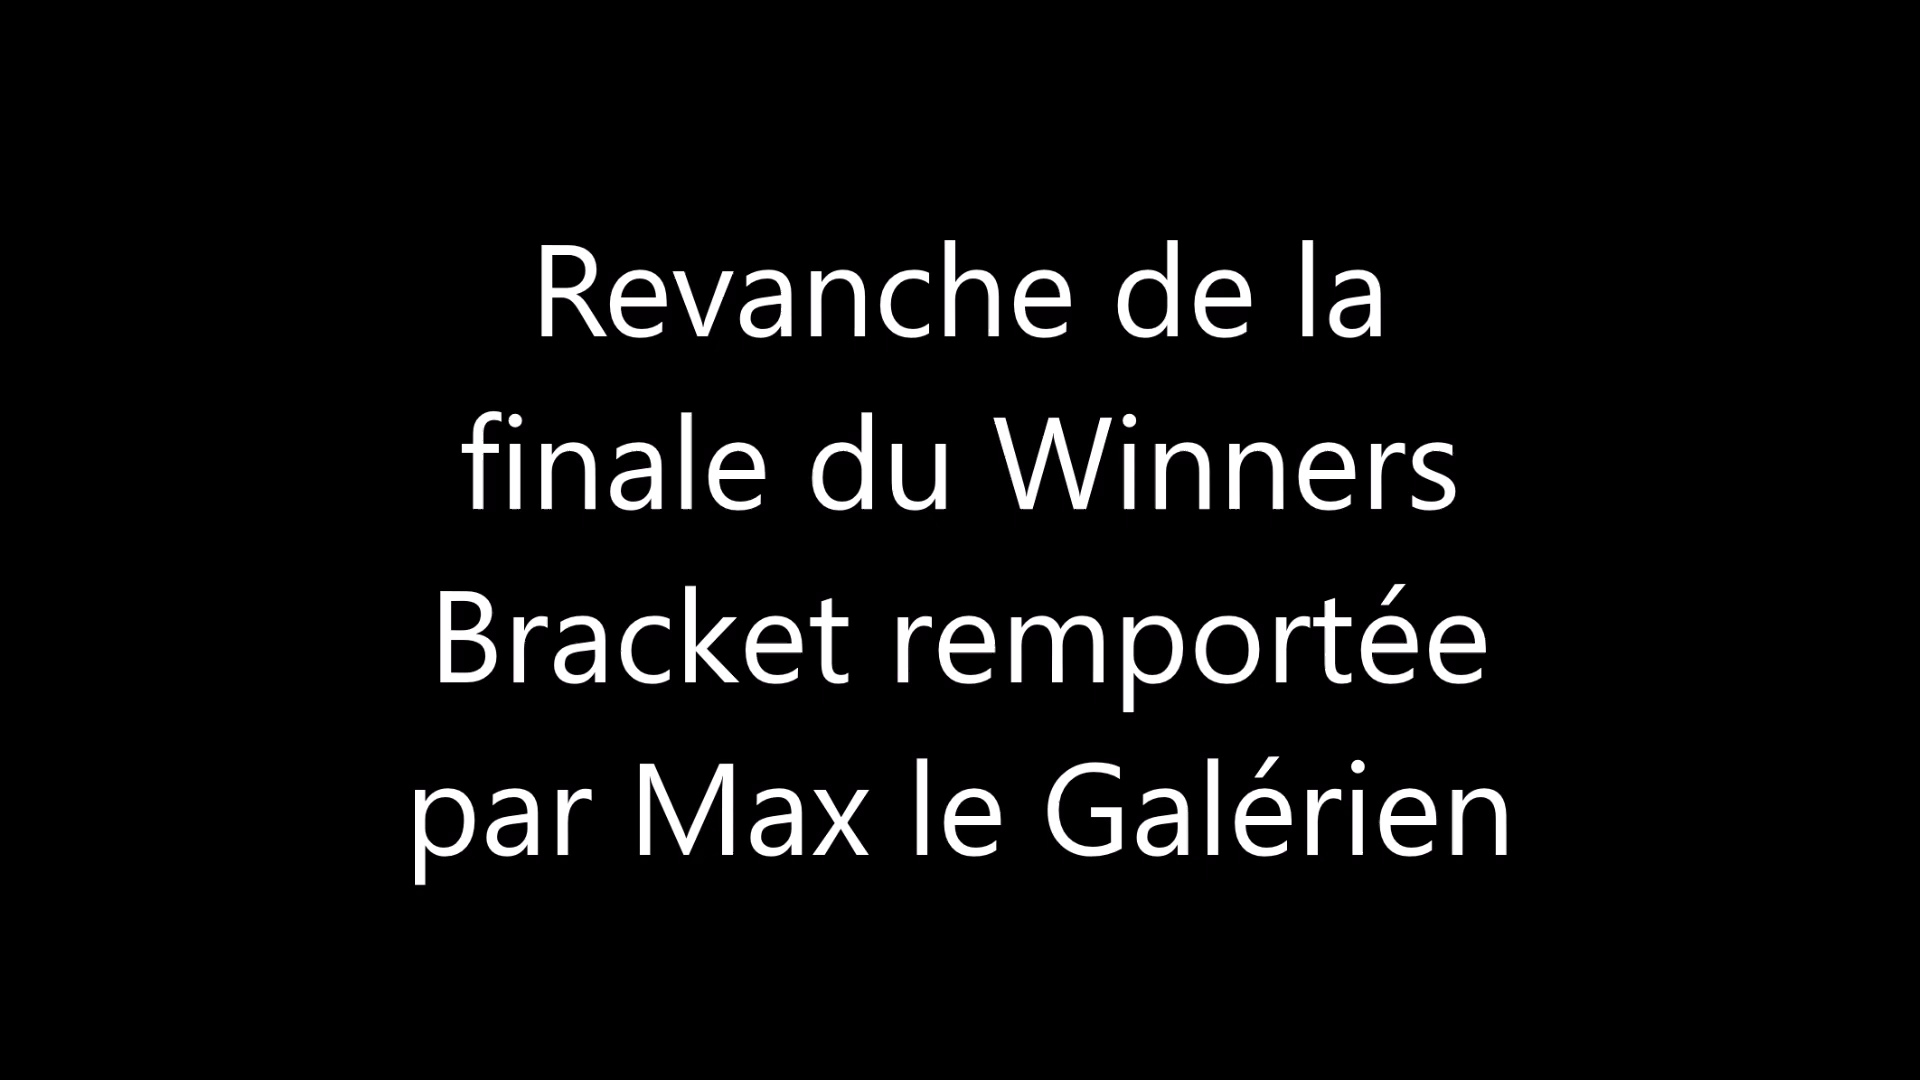 Revanche de la
finale du Winners
Bracket remportée
par Max le Galérien